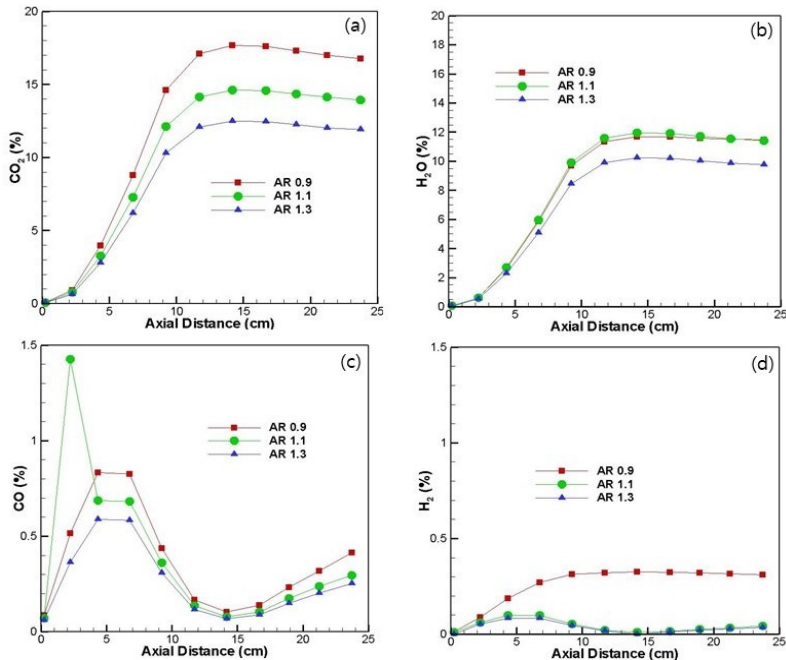 (a)
20
15
10
5
0
CO₂ (%)
AR 0.9
AR 1.1
AR 1.3
0 5 10 15 20 25
Axial Distance (cm)
(b)
20
18
16
14
12
10
8
6
4
2
0
H₂O (%)
AR 0.9
AR 1.1
AR 1.3
0 5 10 15 20 25
Axial Distance (cm)
(c)
1.5
1
0.5
0
CO (%)
AR 0.9
AR 1.1
AR 1.3
0 5 10 15 20 25
Axial Distance (cm)
(d)
1.5
1
0.5
0
H₂ (%)
AR 0.9
AR 1.1
AR 1.3
0 5 10 15 20 25
Axial Distance (cm)